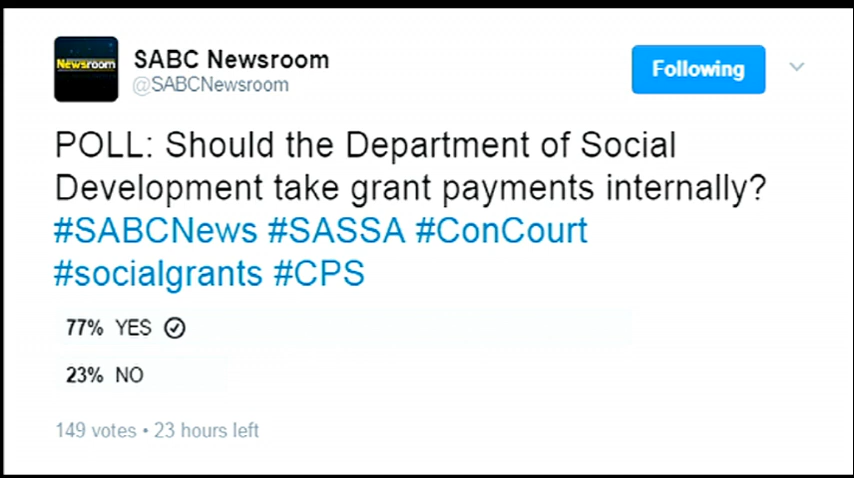 Newsroom
SABC Newsroom
@SABCNewsroom
Following
POLL: Should the Department of Social
Development take grant payments internally?
#SABCNews #SASSA #ConCourt
#socialgrants #CPS
77% YES
23% NO
149 votes • 23 hours left